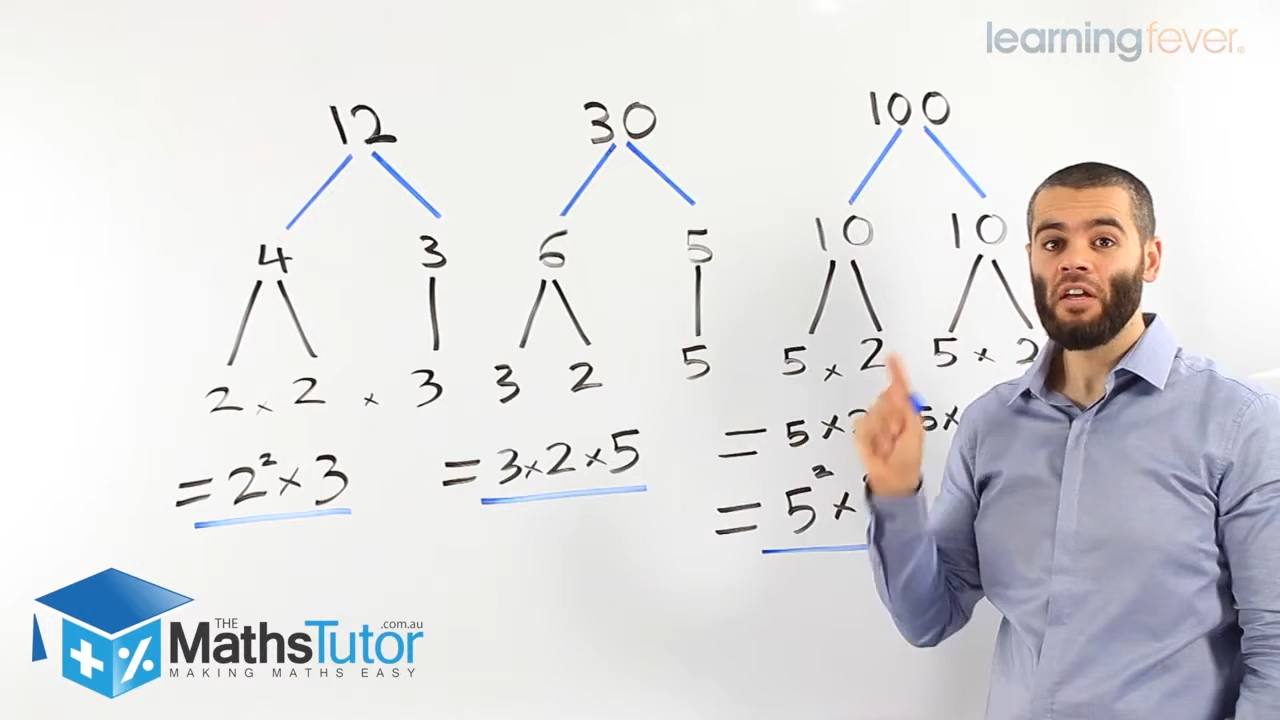 learningfever.
12 30 100
4 3 6 5 10 10
2 × 2 × 3 3 2 5 5 × 2 5 × 2
= 2² × 3 = 3 × 2 × 5 = 5 × 5 ×
= 5² ×
THE
MathsTutor .com.au
MAKING MATHS EASY